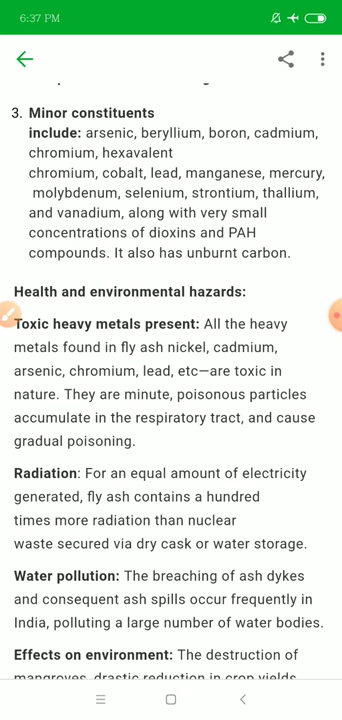 6:37 PM
3. Minor constituents
include: arsenic, beryllium, boron, cadmium,
chromium, hexavalent
chromium, cobalt, lead, manganese, mercury,
molybdenum, selenium, strontium, thallium,
and vanadium, along with very small
concentrations of dioxins and PAH
compounds. It also has unburnt carbon.
Health and environmental hazards:
Toxic heavy metals present: All the heavy
metals found in fly ash nickel, cadmium,
arsenic, chromium, lead, etc—are toxic in
nature. They are minute, poisonous particles
accumulate in the respiratory tract, and cause
gradual poisoning.
Radiation: For an equal amount of electricity
generated, fly ash contains a hundred
times more radiation than nuclear
waste secured via dry cask or water storage.
Water pollution: The breaching of ash dykes
and consequent ash spills occur frequently in
India, polluting a large number of water bodies.
Effects on environment: The destruction of
mangroves, drastic reduction in crop yields